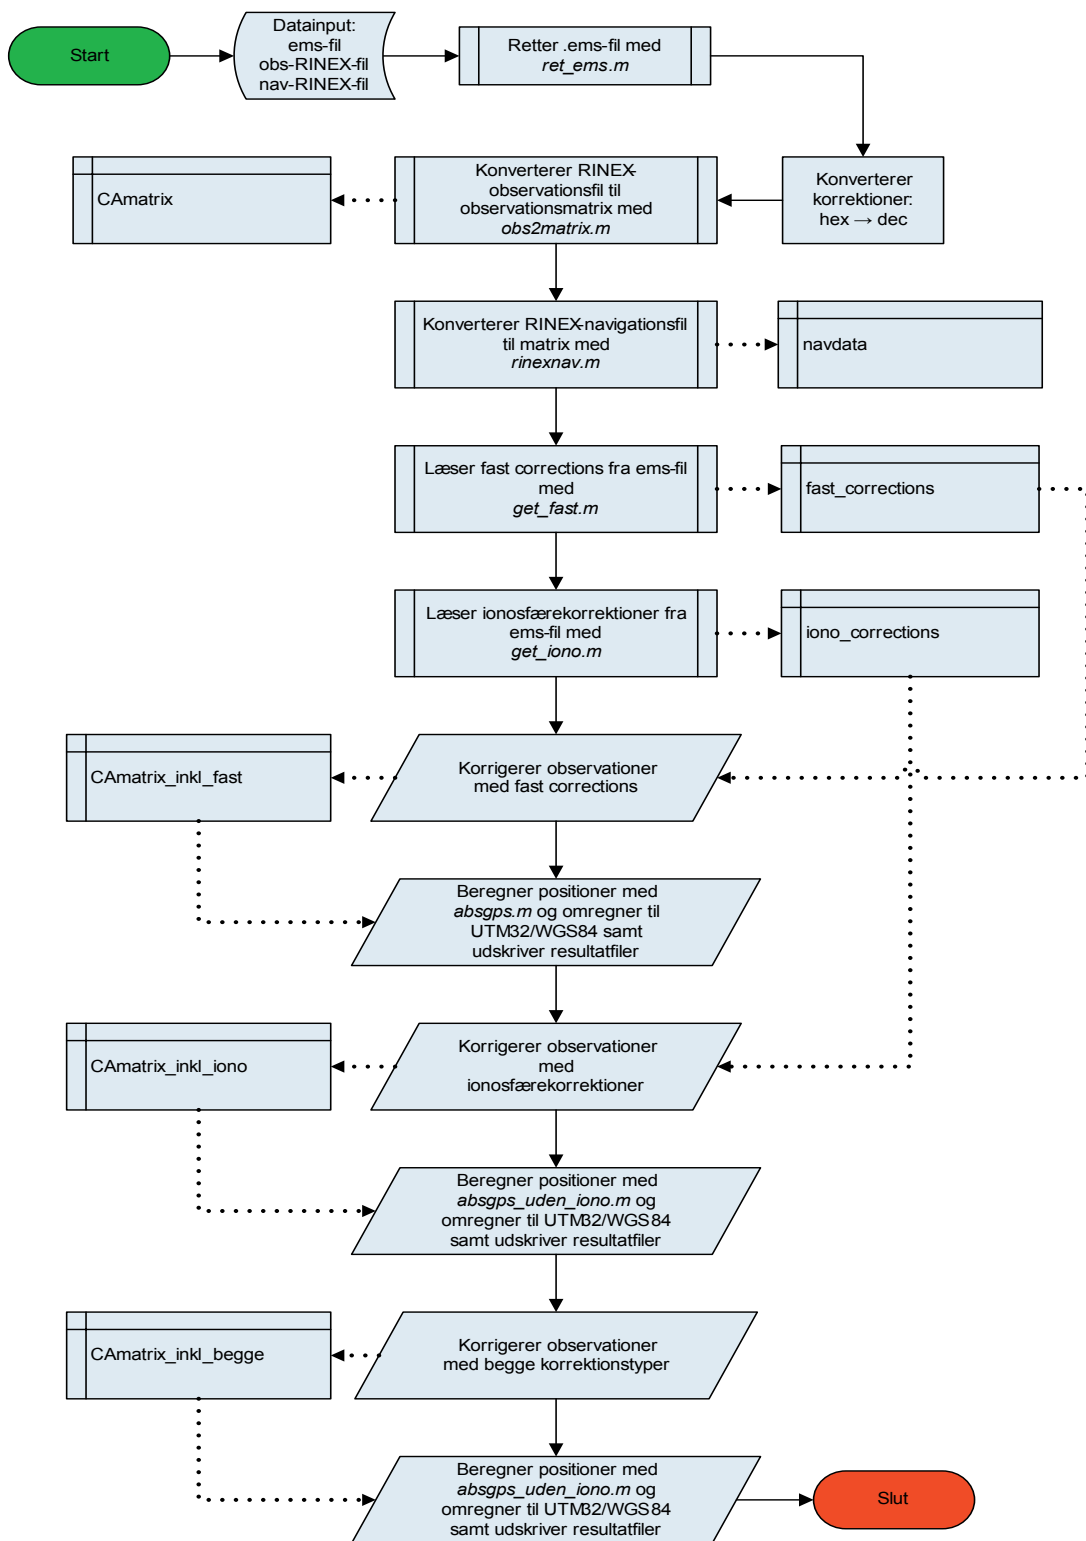 Start
Datainput:
ems-fil
obs-RINEX-fil
nav-RINEX-fil
Retter .ems-fil med
ret_ems.m
Konverterer
korrektioner:
hex → dec
Konverterer RINEX-
observationsfil til
observationsmatrix med
obs2matrix.m
CAmatrix
Konverterer RINEX-navigationsfil
til matrix med
rinexnav.m
navdata
Læser fast corrections fra ems-fil
med
get_fast.m
fast_corrections
Læser ionosfærekorrektioner fra
ems-fil med
get_iono.m
iono_corrections
Korrigerer observationer
med fast corrections
CAmatrix_inkl_fast
Beregner positioner med
absgps.m og omregner til
UTM32/WGS84 samt
udskriver resultatfiler
Korrigerer observationer
med
ionosfærekorrektioner
CAmatrix_inkl_iono
Beregner positioner med
absgps_uden_iono.m og
omregner til UTM32/WGS84
samt udskriver resultatfiler
Korrigerer observationer
med begge korrektionstyper
CAmatrix_inkl_begge
Beregner positioner med
absgps_uden_iono.m og
omregner til UTM32/WGS84
samt udskriver resultatfiler
Slut